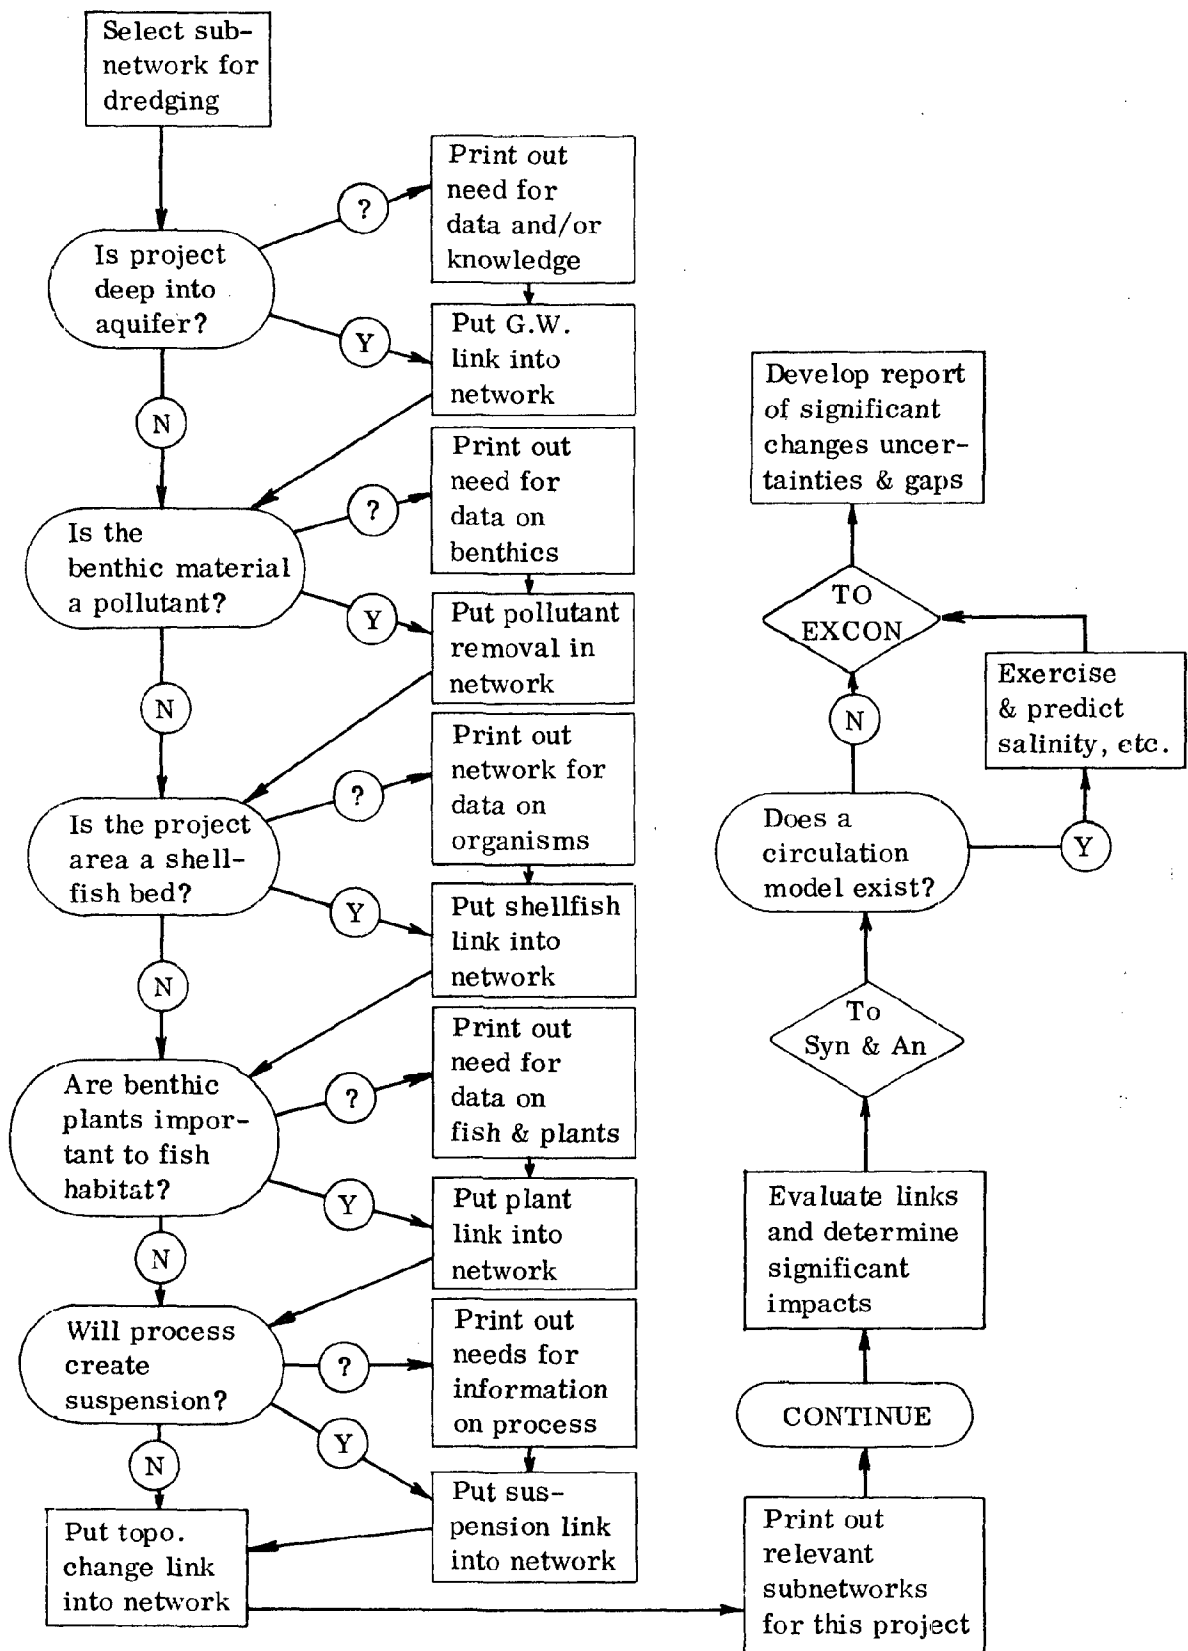 Select sub-
network for
dredging
Is project
deep into
aquifer?
?
Print out
need for
data and/or
knowledge
Y
Put G.W.
link into
network
N
Is the
benthic material
a pollutant?
?
Print out
need for
data on
benthics
Y
Put pollutant
removal in
network
N
Is the project
area a shell-
fish bed?
?
Print out
network for
data on
organisms
Y
Put shellfish
link into
network
N
Are benthic
plants impor-
tant to fish
habitat?
?
Print out
need for
data on
fish & plants
Y
Put plant
link into
network
N
Will process
create
suspension?
?
Print out
needs for
information
on process
Y
Put sus-
pension link
into network
N
Put topo.
change link
into network
Print out
relevant
subnetworks
for this project
CONTINUE
Evaluate links
and determine
significant
impacts
To
Syn & An
Does a
circulation
model exist?
Y
Exercise
& predict
salinity, etc.
N
TO
EXCON
Develop report
of significant
changes uncer-
tainties & gaps